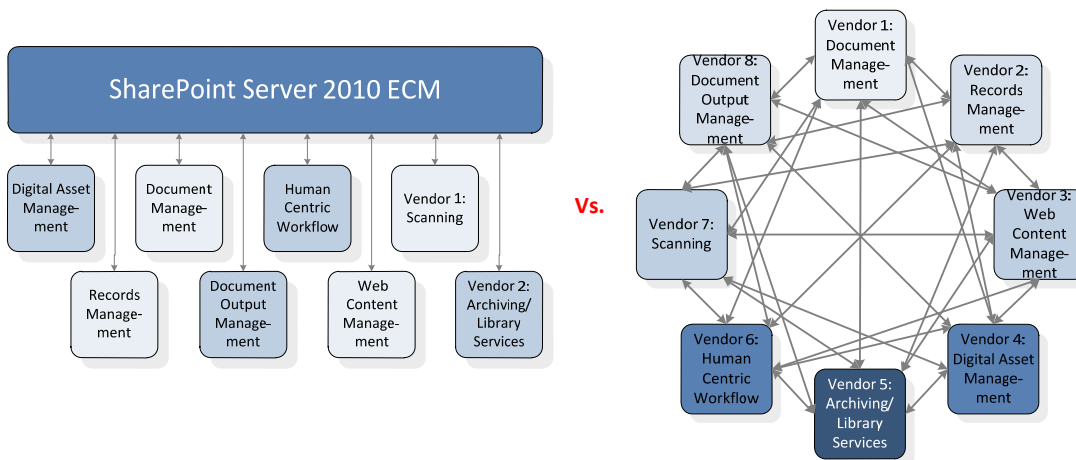 SharePoint Server 2010 ECM
Digital Asset
Manage-
ment
Document
Manage-
ment
Human
Centric
Workflow
Vendor 1:
Scanning
Records
Manage-
ment
Document
Output
Manage-
ment
Web
Content
Manage-
ment
Vendor 2:
Archiving/
Library
Services
Vs.
Vendor 1:
Document
Manage-
ment
Vendor 2:
Records
Manage-
ment
Vendor 3:
Web
Content
Manage-
ment
Vendor 4:
Digital Asset
Manage-
ment
Vendor 5:
Archiving/
Library
Services
Vendor 6:
Human
Centric
Workflow
Vendor 7:
Scanning
Vendor 8:
Document
Output
Manage-
ment